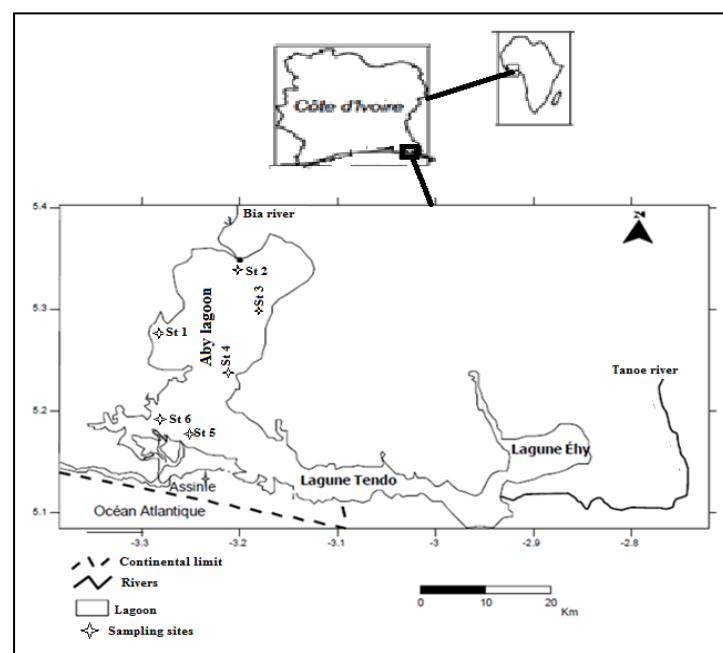 Côte d'Ivoire
5.4
Bia river
N
St 2
5.3
St 3
St 1
Aby lagoon
St 4
Tanoe river
5.2
St 6
St 5
Lagune Éhy
Lagune Tendo
Assinie
Océan Atlantique
5.1
-3.3
-3.2
-3.1
-3
-2.9
-2.8
Continental limit
Rivers
Lagoon
Sampling sites
0
10
20
Km